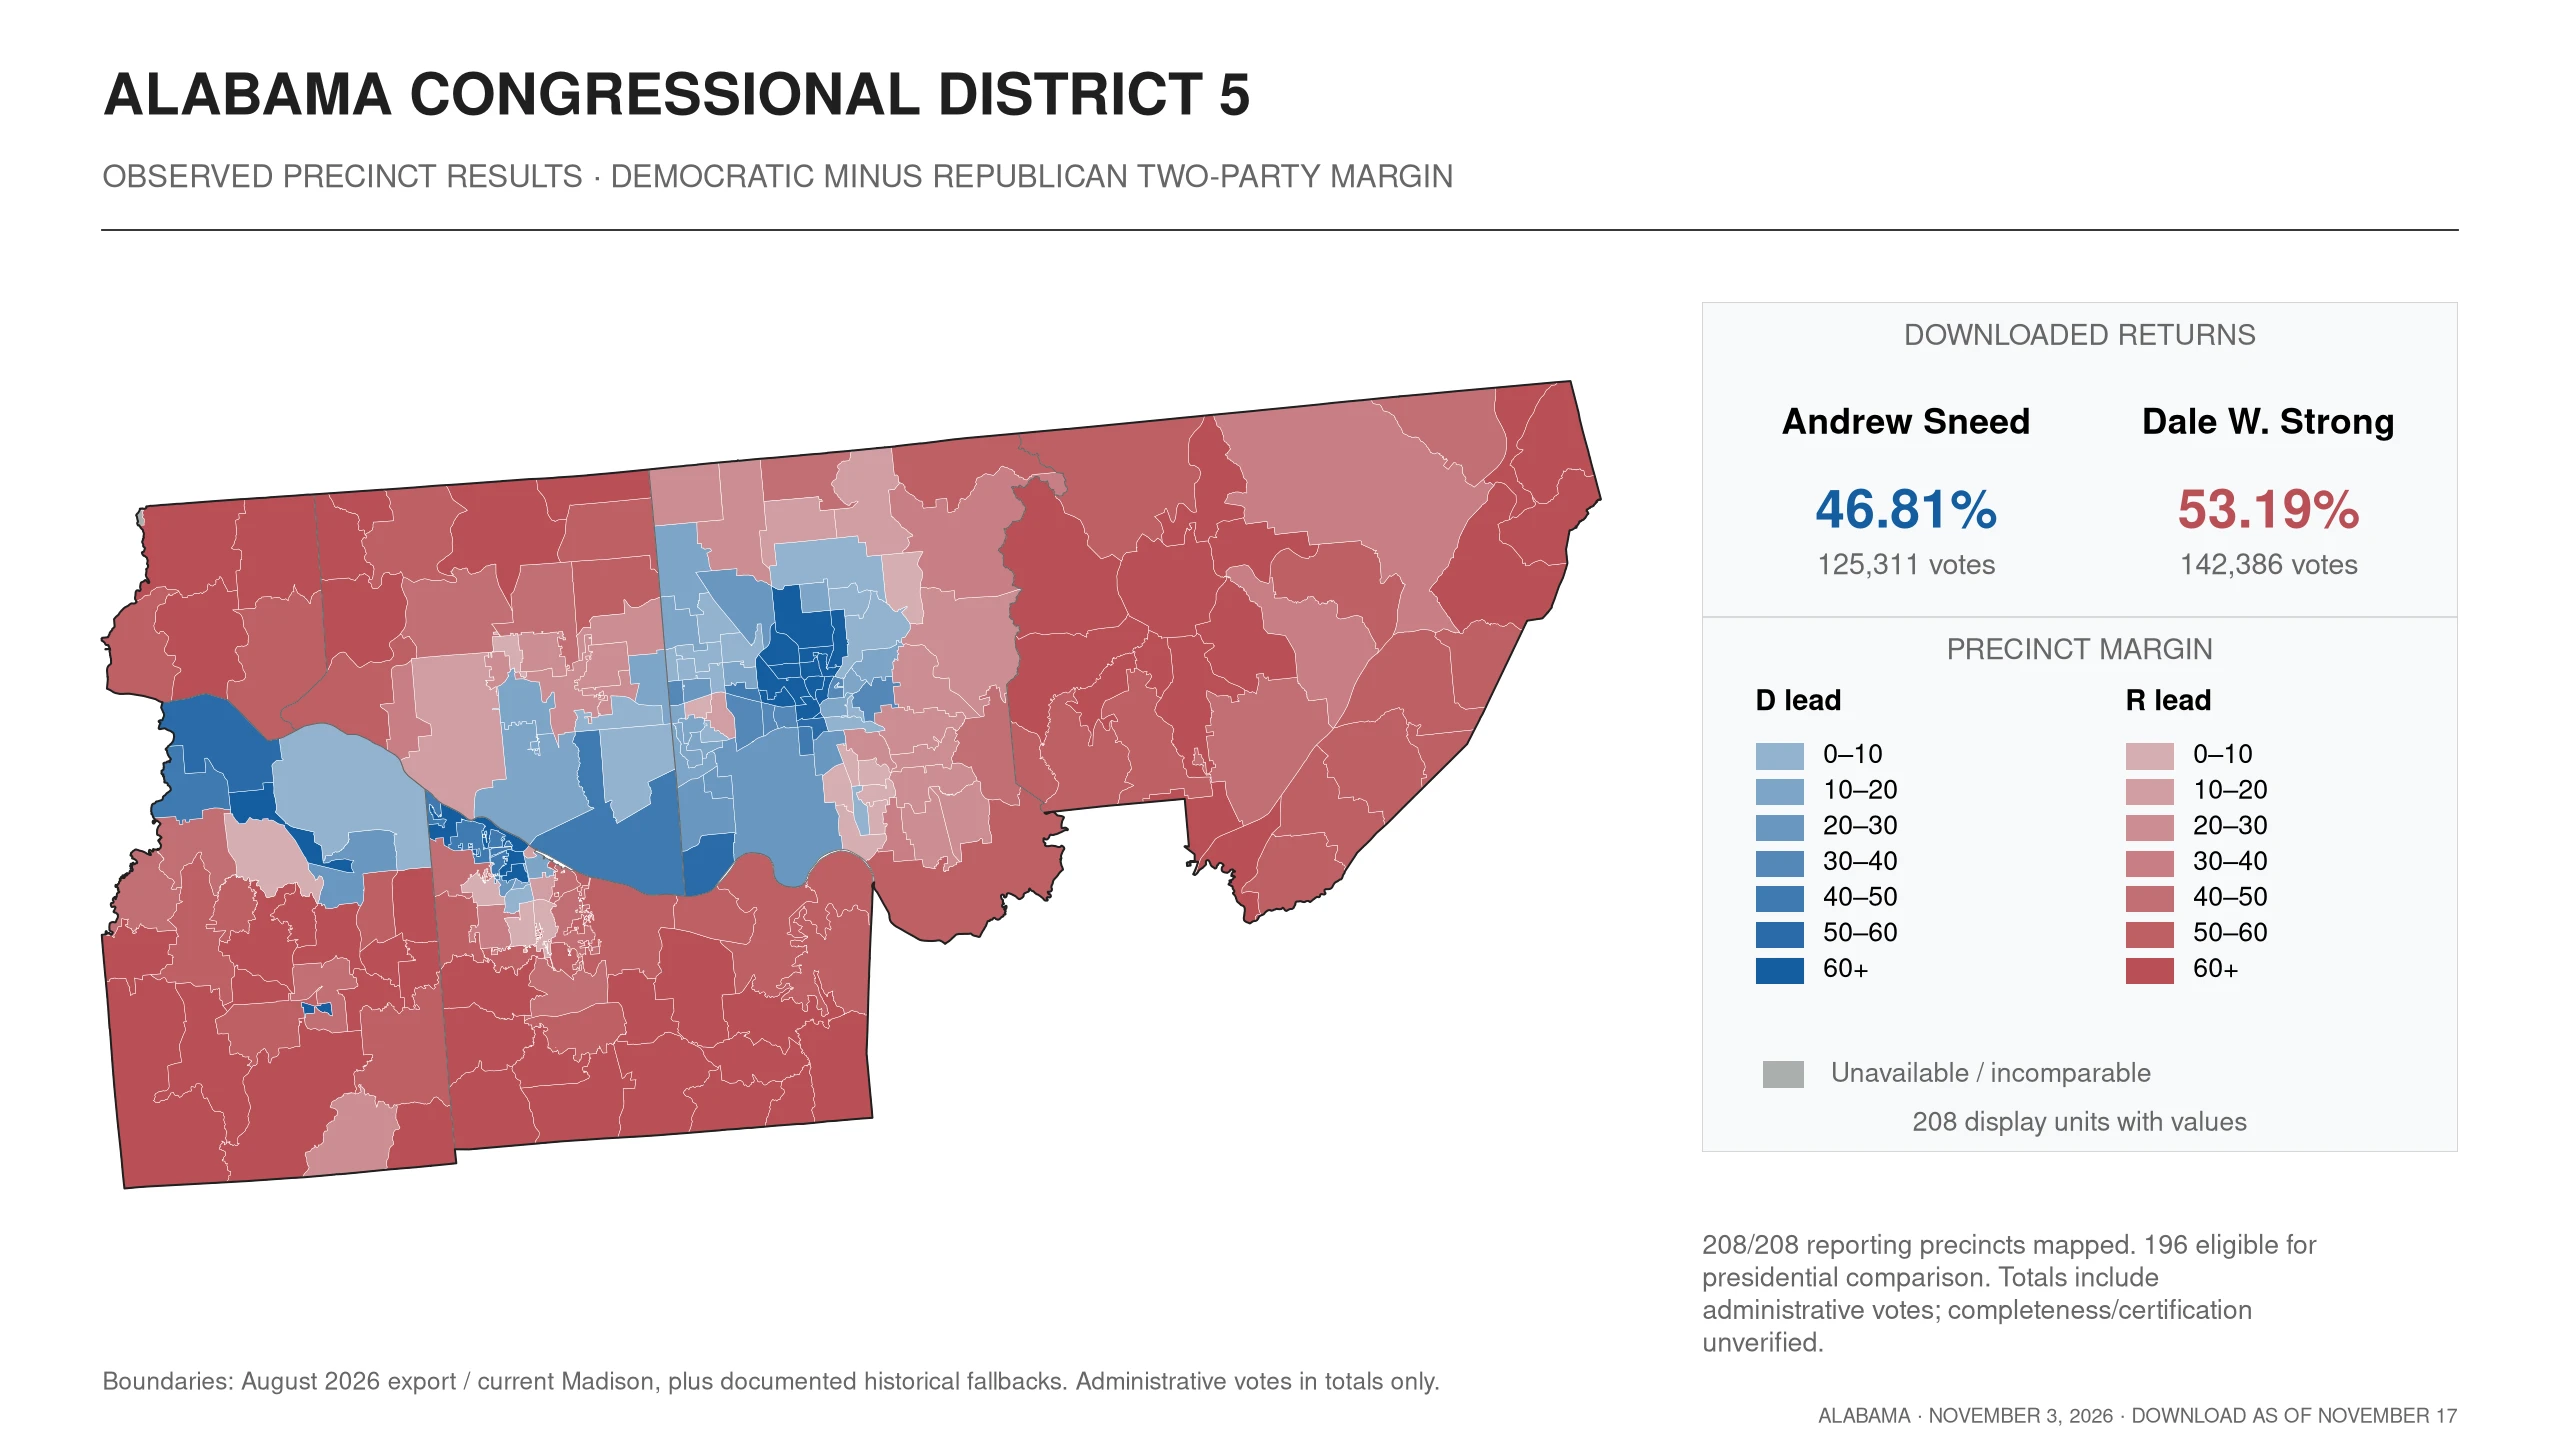 ALABAMA CONGRESSIONAL DISTRICT 5
OBSERVED PRECINCT RESULTS · DEMOCRATIC MINUS REPUBLICAN TWO-PARTY MARGIN
DOWNLOADED RETURNS
Andrew Sneed Dale W. Strong
46.81% 53.19%
125,311 votes 142,386 votes
PRECINCT MARGIN
D lead R lead
0–10 0–10
10–20 10–20
20–30 20–30
30–40 30–40
40–50 40–50
50–60 50–60
60+ 60+
Unavailable / incomparable
208 display units with values
208/208 reporting precincts mapped. 196 eligible for
presidential comparison. Totals include
administrative votes; completeness/certification
unverified.
Boundaries: August 2026 export / current Madison, plus documented historical fallbacks. Administrative votes in totals only.
ALABAMA · NOVEMBER 3, 2026 · DOWNLOAD AS OF NOVEMBER 17